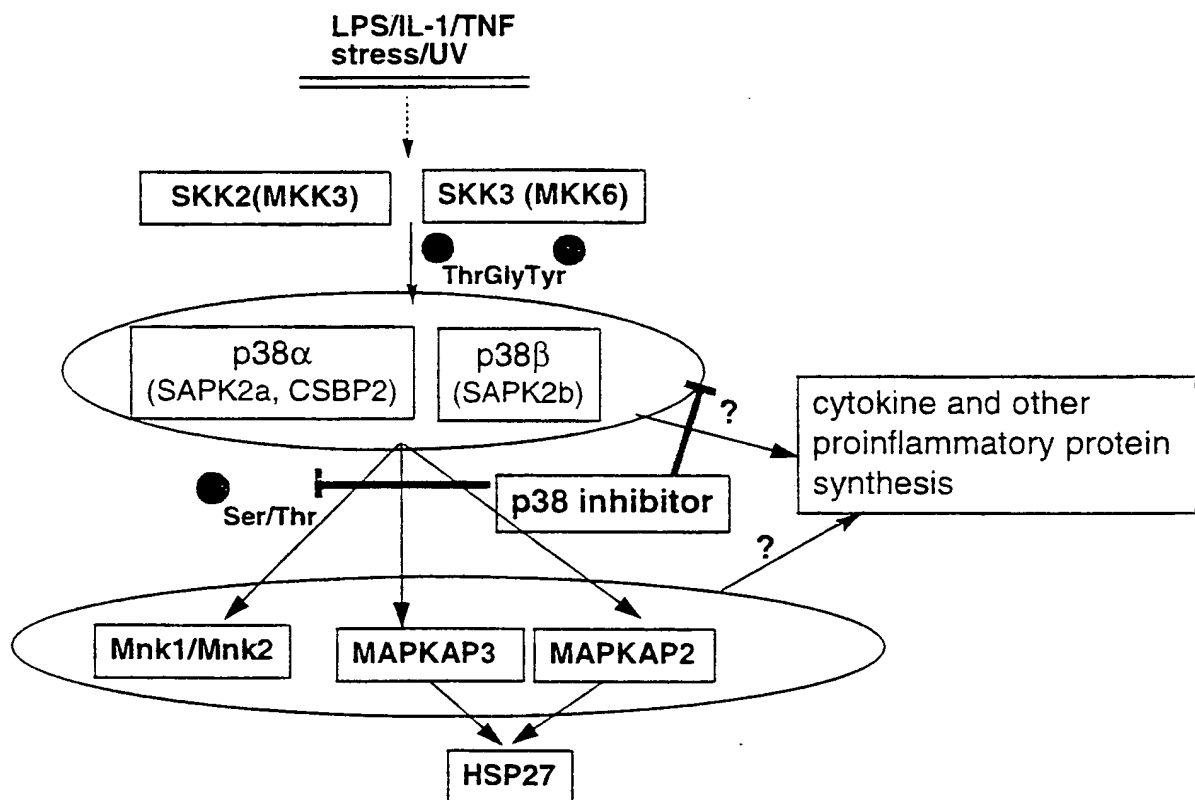 LPS/IL-1/TNF
stress/UV
SKK2(MKK3)
SKK3 (MKK6)
ThrGlyTyr
p38α
(SAPK2a, CSBP2)
p38β
(SAPK2b)
?
cytokine and other
proinflammatory protein
synthesis
Ser/Thr
p38 inhibitor
?
Mnk1/Mnk2
MAPKAP3
MAPKAP2
HSP27